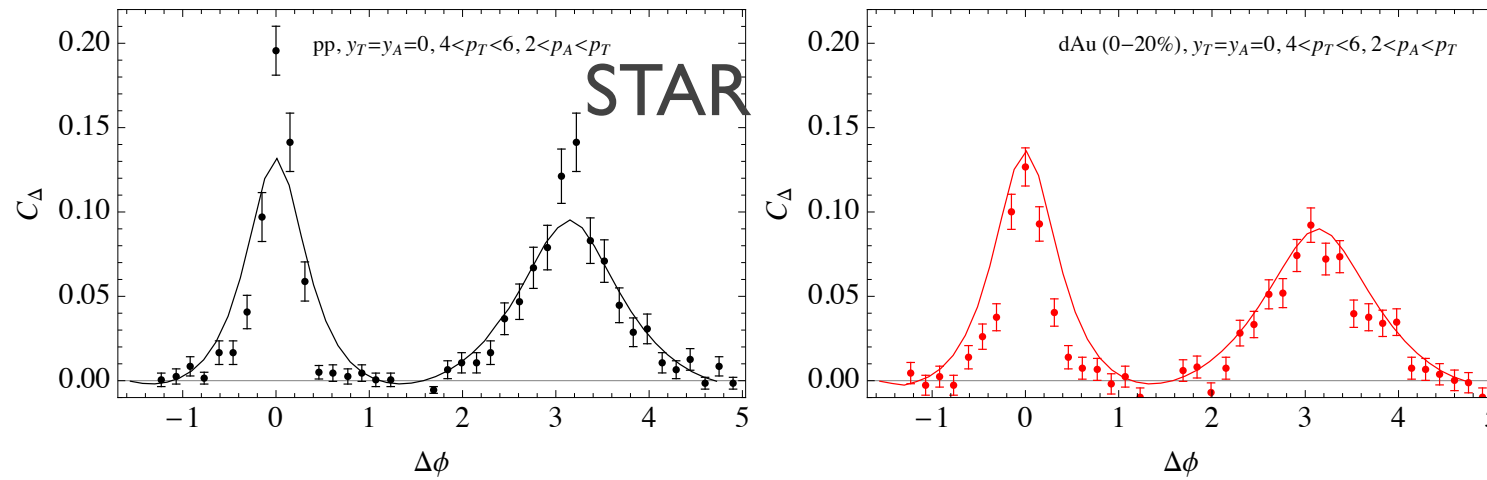 pp, y_T=y_A=0, 4<p_T<6, 2<p_A<p_T
STAR
0.20
0.15
0.10
0.05
0.00
C_Δ
−1 0 1 2 3 4 5
Δϕ
dAu (0−20%), y_T=y_A=0, 4<p_T<6, 2<p_A<p_T
0.20
0.15
0.10
0.05
0.00
C_Δ
−1 0 1 2 3 4 5
Δϕ